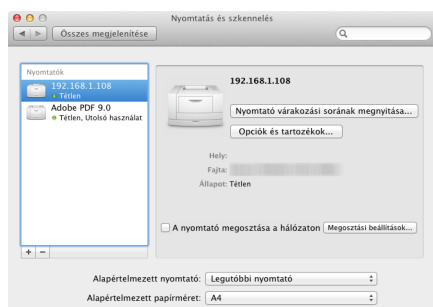 Nyomtatás és szkennelés
Összes megjelenítése
Nyomtatók
192.168.1.108
Tétlen
Adobe PDF 9.0
Tétlen, Utolsó használat
192.168.1.108
Nyomtató várakozási sorának megnyitása...
Opciók és tartozékok...
Hely:
Fajta:
Állapot: Tétlen
A nyomtató megosztása a hálózaton Megosztási beállítások...
+ −
Alapértelmezett nyomtató: Legutóbbi nyomtató
Alapértelmezett papírméret: A4